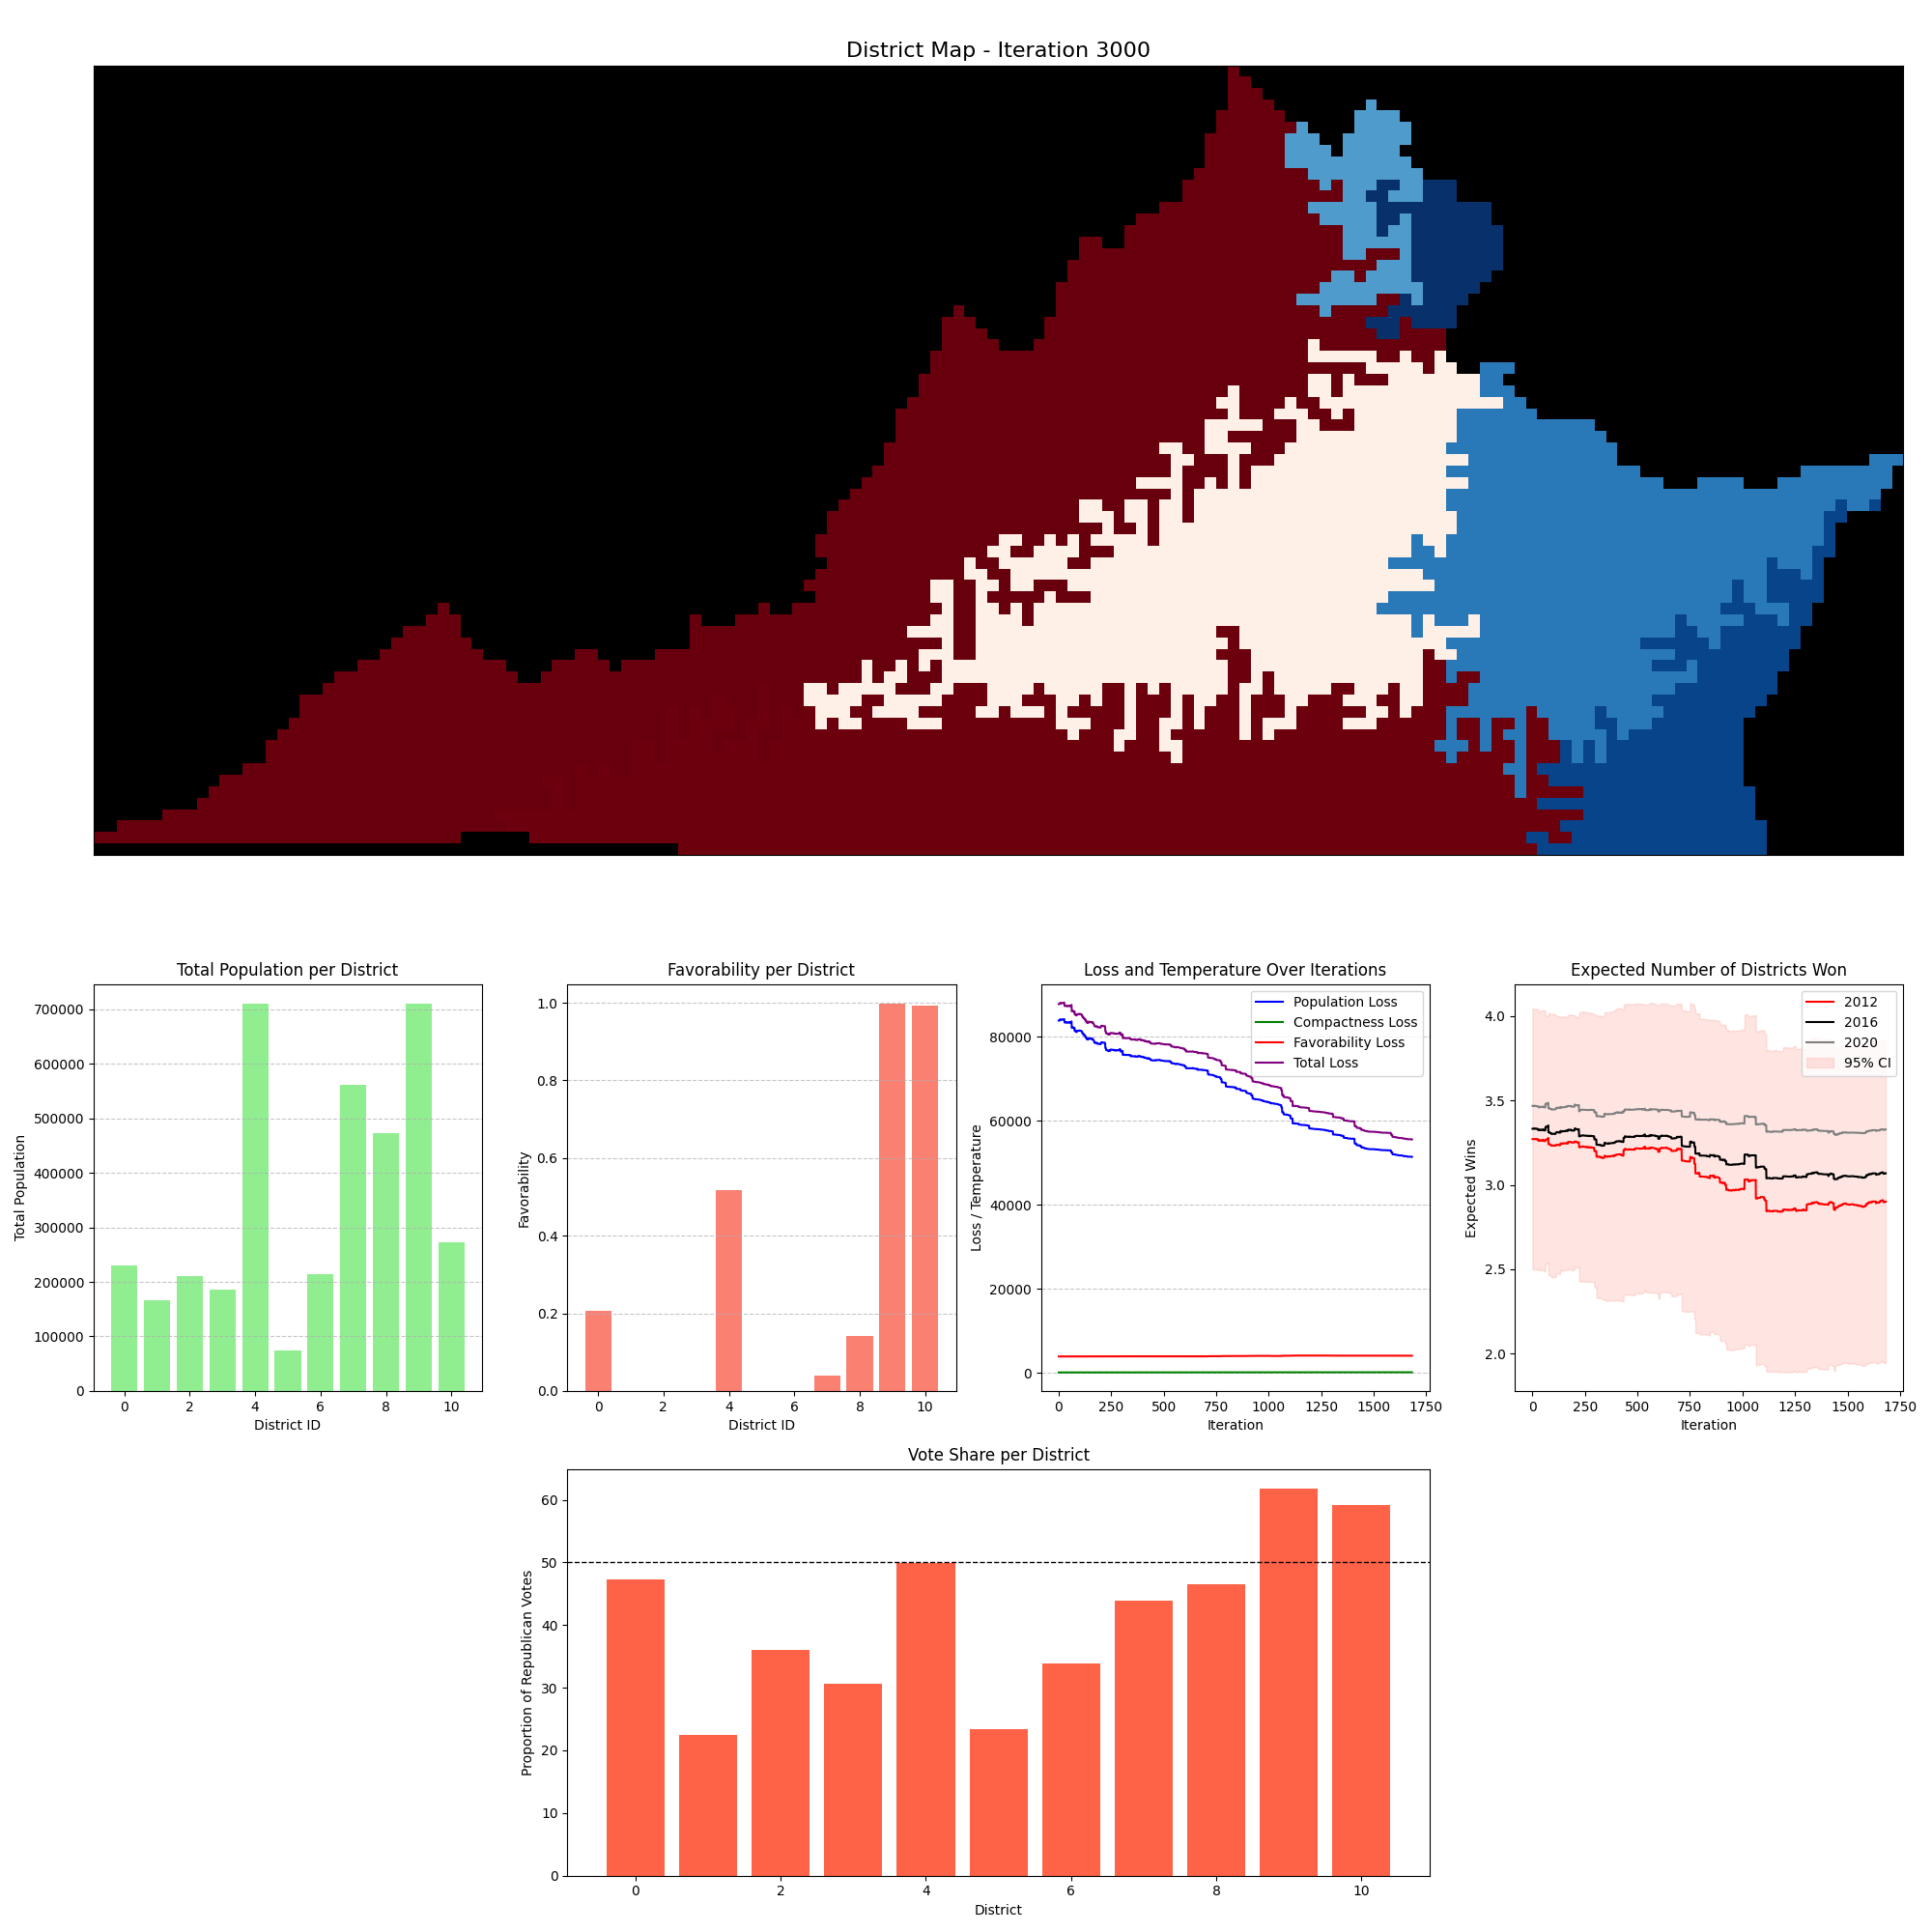 District Map - Iteration 3000
Total Population per District
Total Population
700000
600000
500000
400000
300000
200000
100000
0
0 2 4 6 8 10
District ID
Favorability per District
Favorability
1.0
0.8
0.6
0.4
0.2
0.0
0 2 4 6 8 10
District ID
Loss and Temperature Over Iterations
Loss / Temperature
80000
60000
40000
20000
0
Population Loss
Compactness Loss
Favorability Loss
Total Loss
0 250 500 750 1000 1250 1500 1750
Iteration
Expected Number of Districts Won
Expected Wins
4.0
3.5
3.0
2.5
2.0
2012
2016
2020
95% CI
0 250 500 750 1000 1250 1500 1750
Iteration
Vote Share per District
Proportion of Republican Votes
60
50
40
30
20
10
0
0 2 4 6 8 10
District